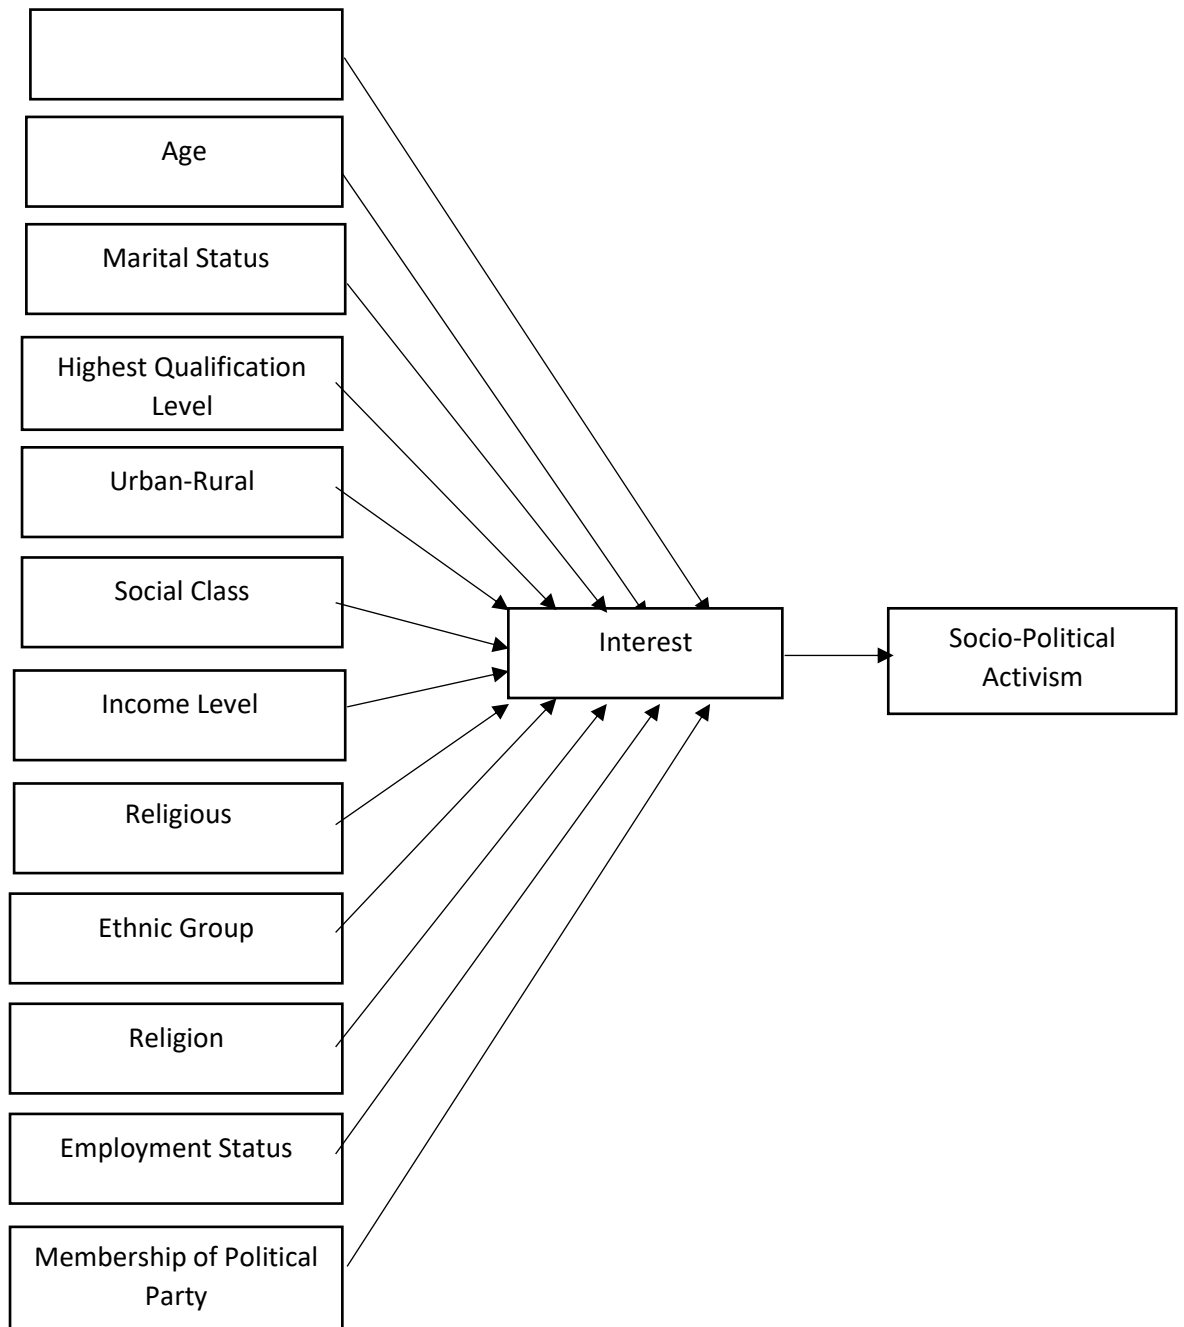 Age
Marital Status
Highest Qualification
Level
Urban-Rural
Social Class
Income Level
Religious
Ethnic Group
Religion
Employment Status
Membership of Political
Party
Interest
Socio-Political
Activism